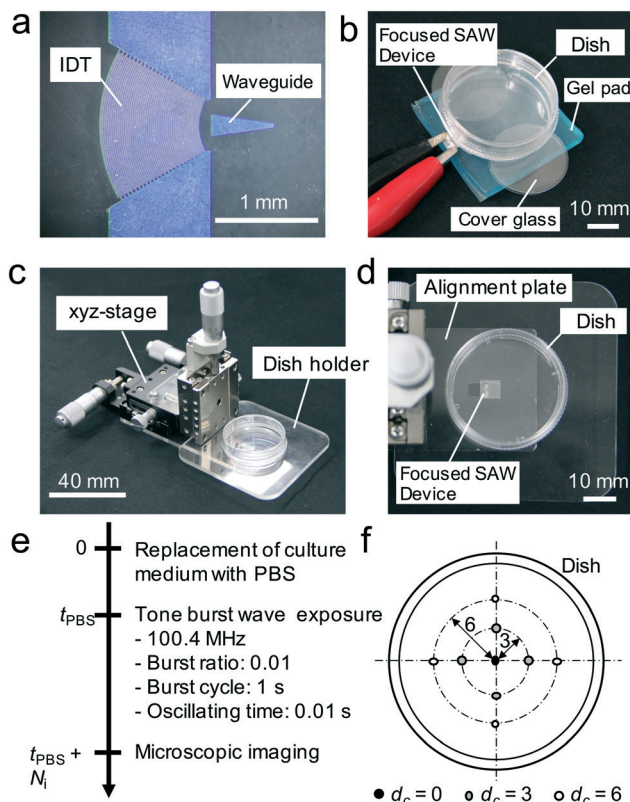 a
IDT
Waveguide
1 mm
b
Focused SAW
Device
Dish
Gel pad
Cover glass
10 mm
c
xyz-stage
Dish holder
40 mm
d
Alignment plate
Dish
Focused SAW
Device
10 mm
e
0
Replacement of culture
medium with PBS
tPBS
Tone burst wave exposure
- 100.4 MHz
- Burst ratio: 0.01
- Burst cycle: 1 s
- Oscillating time: 0.01 s
tPBS +
Ni
Microscopic imaging
f
Dish
6
3
dc = 0
dc = 3
dc = 6